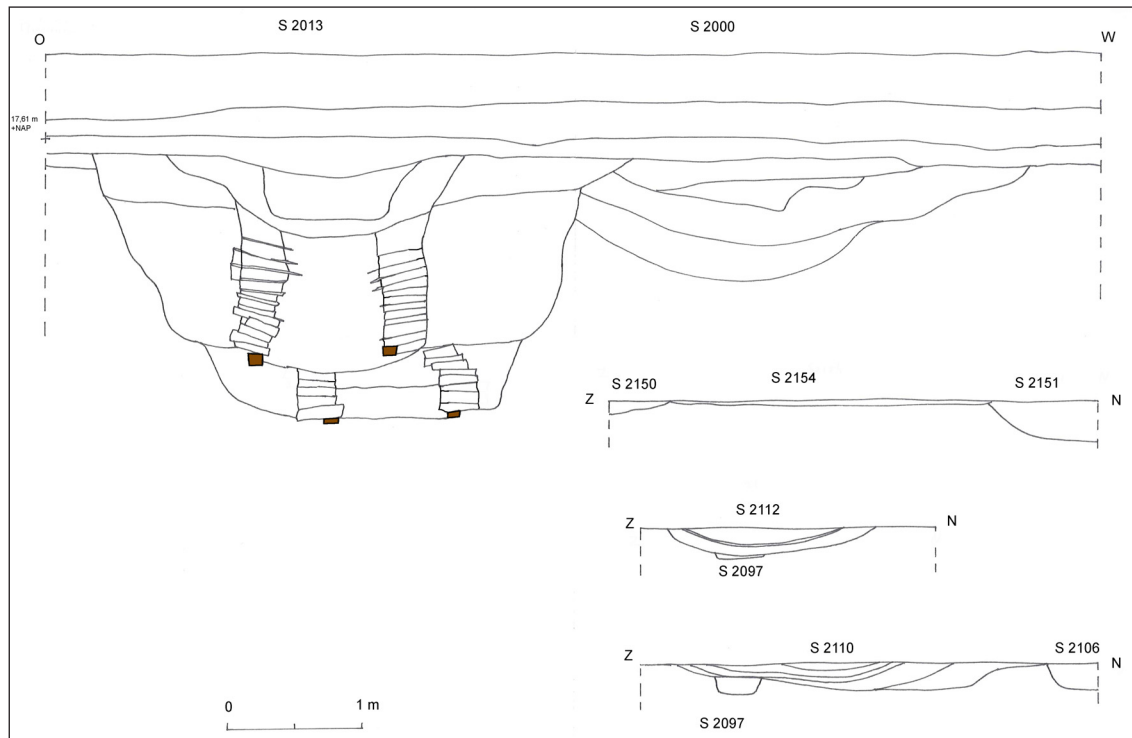 S 2013
S 2000
O
W
17,61 m
+NAP
S 2150
S 2154
S 2151
Z
N
S 2112
Z
N
S 2097
S 2110
S 2106
Z
N
S 2097
0
1 m